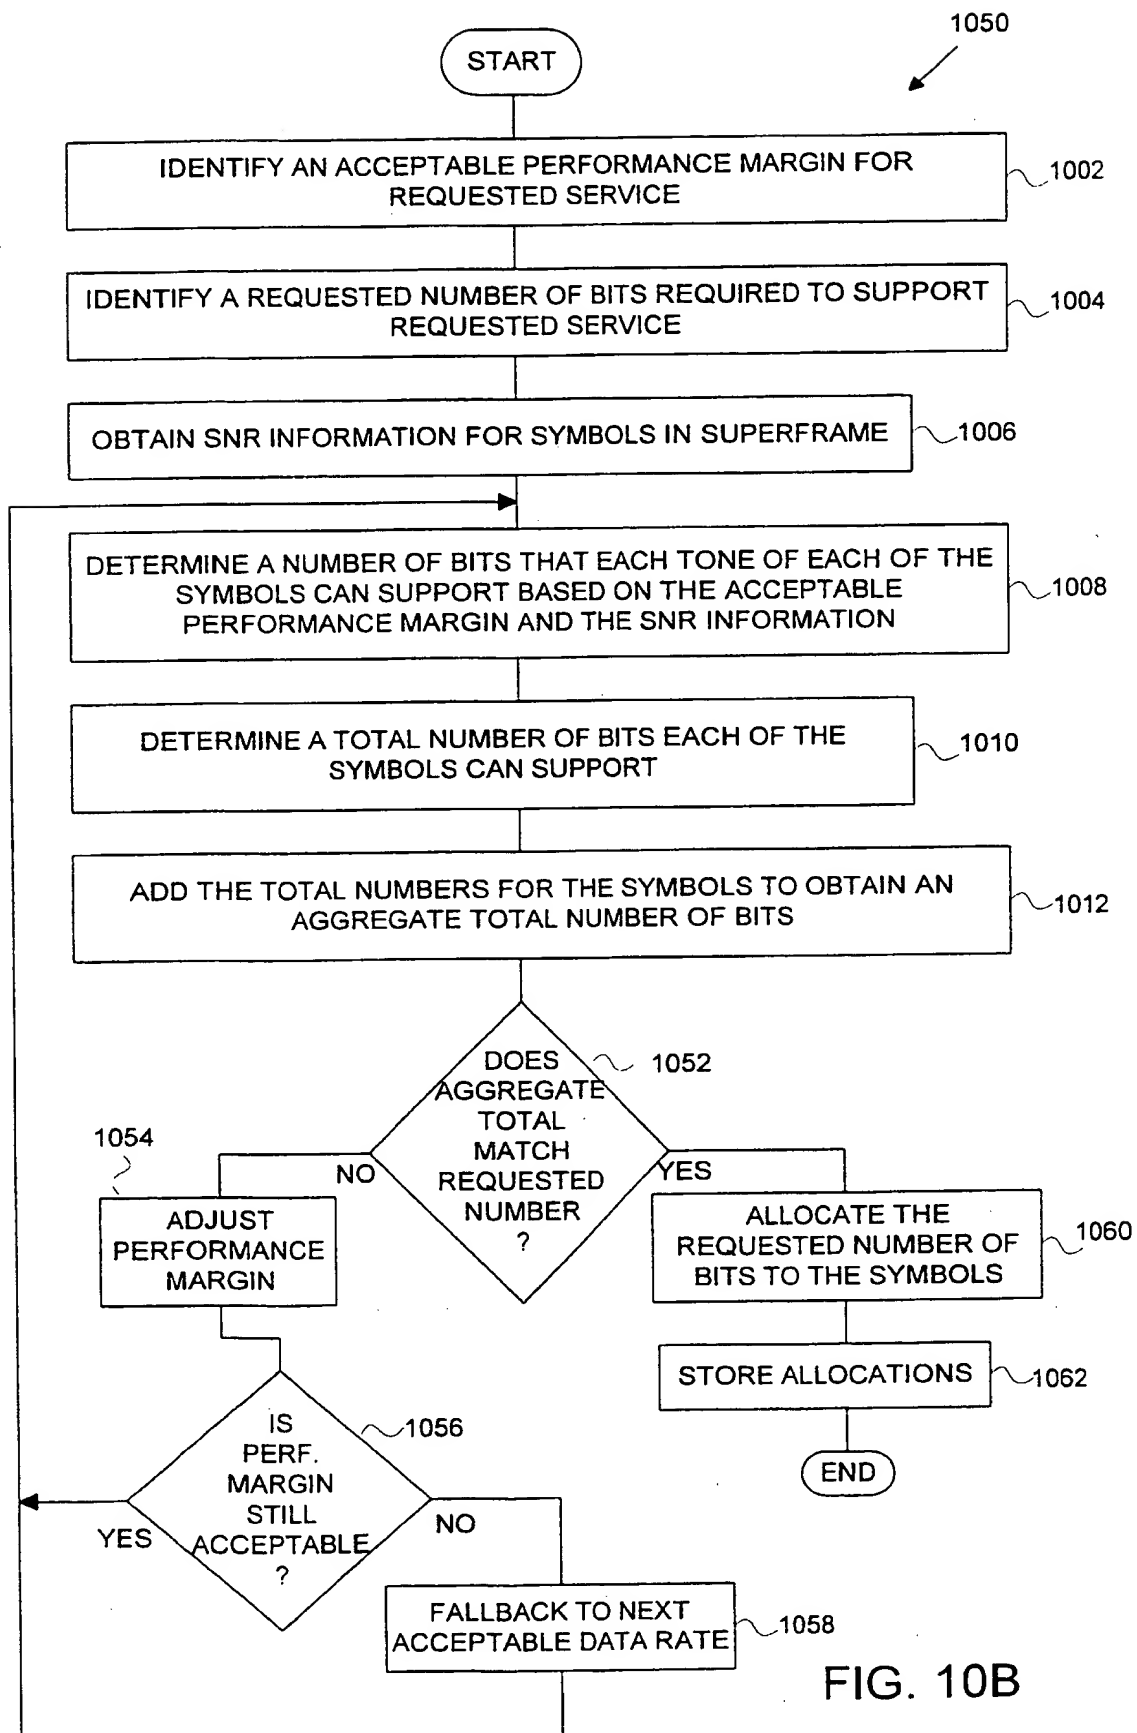 1050
START
IDENTIFY AN ACCEPTABLE PERFORMANCE MARGIN FOR
REQUESTED SERVICE
1002
IDENTIFY A REQUESTED NUMBER OF BITS REQUIRED TO SUPPORT
REQUESTED SERVICE
1004
OBTAIN SNR INFORMATION FOR SYMBOLS IN SUPERFRAME
1006
DETERMINE A NUMBER OF BITS THAT EACH TONE OF EACH OF THE
SYMBOLS CAN SUPPORT BASED ON THE ACCEPTABLE
PERFORMANCE MARGIN AND THE SNR INFORMATION
1008
DETERMINE A TOTAL NUMBER OF BITS EACH OF THE
SYMBOLS CAN SUPPORT
1010
ADD THE TOTAL NUMBERS FOR THE SYMBOLS TO OBTAIN AN
AGGREGATE TOTAL NUMBER OF BITS
1012
DOES
AGGREGATE
TOTAL
MATCH
REQUESTED
NUMBER
?
1052
NO
YES
1054
ADJUST
PERFORMANCE
MARGIN
ALLOCATE THE
REQUESTED NUMBER OF
BITS TO THE SYMBOLS
1060
STORE ALLOCATIONS
1062
END
IS
PERF.
MARGIN
STILL
ACCEPTABLE
?
1056
YES
NO
FALLBACK TO NEXT
ACCEPTABLE DATA RATE
1058
FIG. 10B